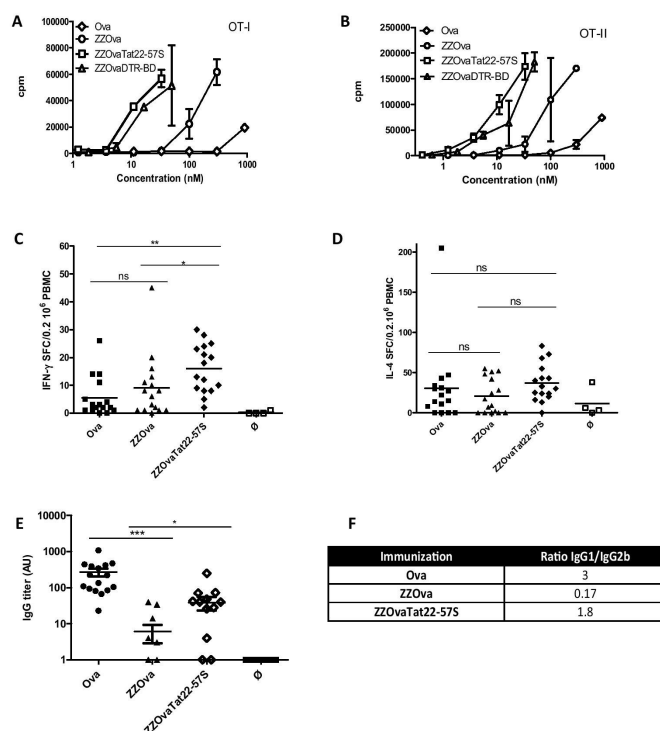 A
OT-I
Ova
ZZOva
ZZOvaTat22-57S
ZZOvaDTR-BD
80000
60000
40000
20000
0
cpm
1
10
100
1000
Concentration (nM)
B
OT-II
Ova
ZZOva
ZZOvaTat22-57S
ZZOvaDTR-BD
250000
200000
150000
100000
50000
0
cpm
1
10
100
1000
Concentration (nM)
C
60
50
40
30
20
10
0
IFN-γ SFC/0.2 10⁶ PBMC
**
*
ns
Ova
ZZOva
ZZOvaTat22-57S
Ø
D
200
150
100
50
0
IL-4 SFC/0.2.10⁶ PBMC
ns
ns
ns
Ova
ZZOva
ZZOvaTat22-57S
Ø
E
10000
1000
100
10
1
IgG titer (AU)
*
***
Ova
ZZOva
ZZOvaTat22-57S
Ø
F
Immunization Ratio IgG1/IgG2b
Ova 3
ZZOva 0.17
ZZOvaTat22-57S 1.8